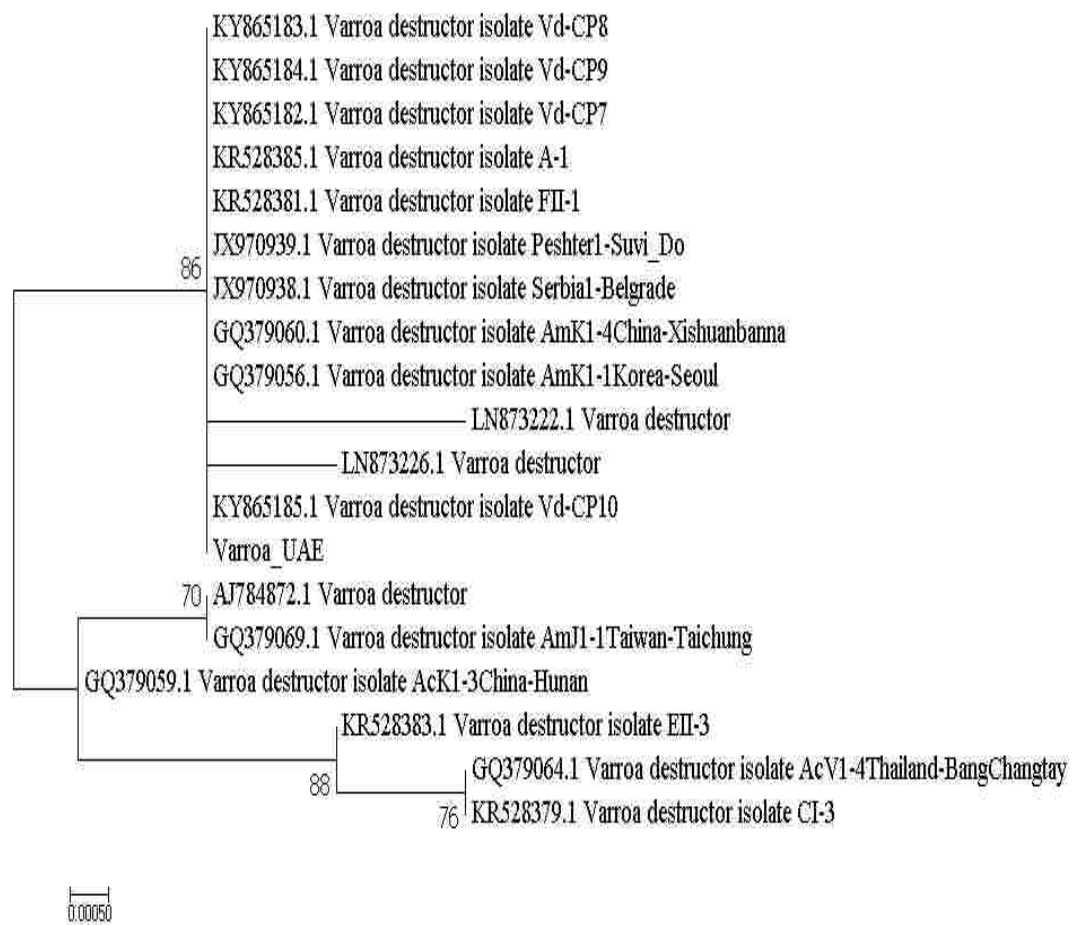 KY865183.1 Varroa destructor isolate Vd-CP8
KY865184.1 Varroa destructor isolate Vd-CP9
KY865182.1 Varroa destructor isolate Vd-CP7
KR528385.1 Varroa destructor isolate A-1
KR528381.1 Varroa destructor isolate FII-1
JX970939.1 Varroa destructor isolate Peshter1-Suvi_Do
86
JX970938.1 Varroa destructor isolate Serbia1-Belgrade
GQ379060.1 Varroa destructor isolate AmK1-4China-Xishuanbanna
GQ379056.1 Varroa destructor isolate AmK1-1Korea-Seoul
LN873222.1 Varroa destructor
LN873226.1 Varroa destructor
KY865185.1 Varroa destructor isolate Vd-CP10
Varroa_UAE
70 AJ784872.1 Varroa destructor
GQ379069.1 Varroa destructor isolate AmJ1-1Taiwan-Taichung
GQ379059.1 Varroa destructor isolate AcK1-3China-Hunan
KR528383.1 Varroa destructor isolate EII-3
GQ379064.1 Varroa destructor isolate AcV1-4Thailand-BangChangtay
88
76 KR528379.1 Varroa destructor isolate CI-3
0.00050